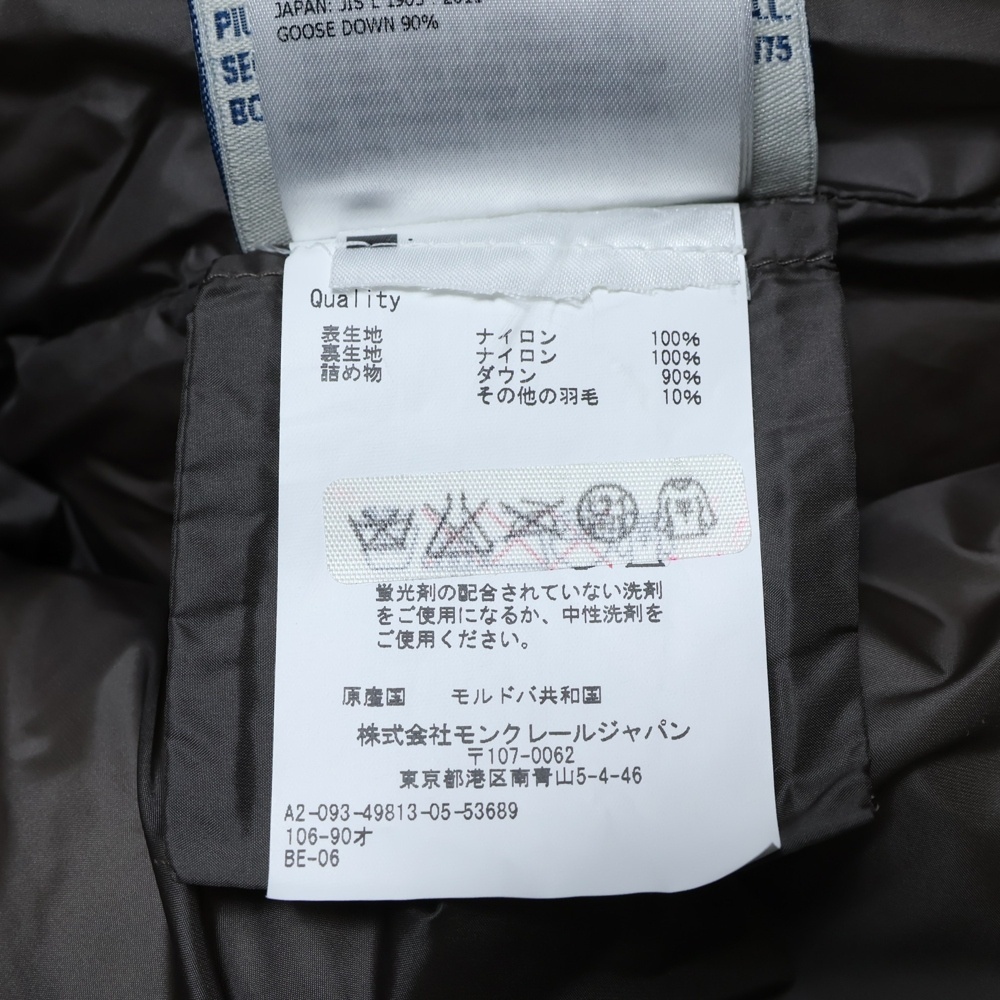 GOOSE DOWN 90%
Quality
表生地 ナイロン 100%
裏生地 ナイロン 100%
詰め物 ダウン 90%
その他の羽毛 10%
蛍光剤の配合されていない洗剤
をご使用になるか、中性洗剤を
ご使用ください。
原産国 モルドバ共和国
株式会社モンクレールジャパン
〒107-0062
東京都港区南青山5-4-46
A2-093-49813-05-53689
106-90才
BE-06